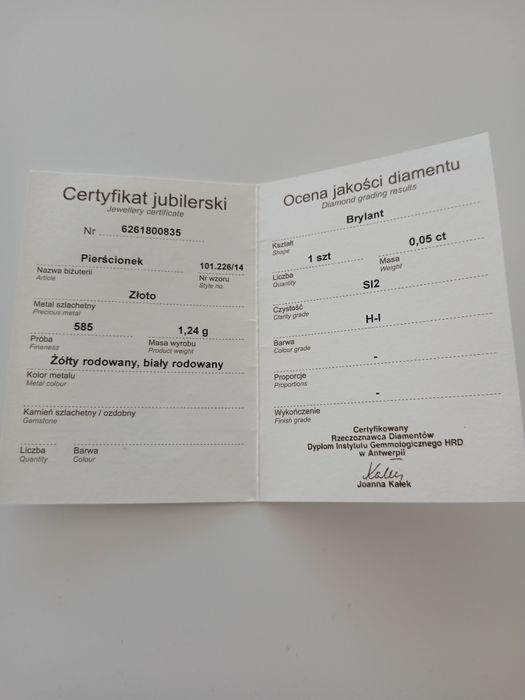 Certyfikat jubilerski
Jewellery certificate
Nr 6261800835
Pierścionek 101.226/14
Nazwa biżuterii Nr wzoru
Article Style no.
Złoto
Metal szlachetny
Precious metal
585 1,24 g
Próba Masa wyrobu
Fineness Product weight
Żółty rodowany, biały rodowany
Kolor metalu
Metal colour
Kamień szlachetny / ozdobny
Gemstone
Liczba Barwa
Quantity Colour
Ocena jakości diamentu
Diamond grading results
Brylant
Kształt
Shape
1 szt 0,05 ct
Liczba Masa
Quantity Weight
SI2
Czystość
Clarity grade
H-I
Barwa
Colour grade
-
Proporcje
Proportions
-
Wykończenie
Finish grade
Certyfikowany
Rzeczoznawca Diamentów
Dyplom Instytutu Gemmologicznego HRD
w Antwerpii
Kałek
Joanna Kałek